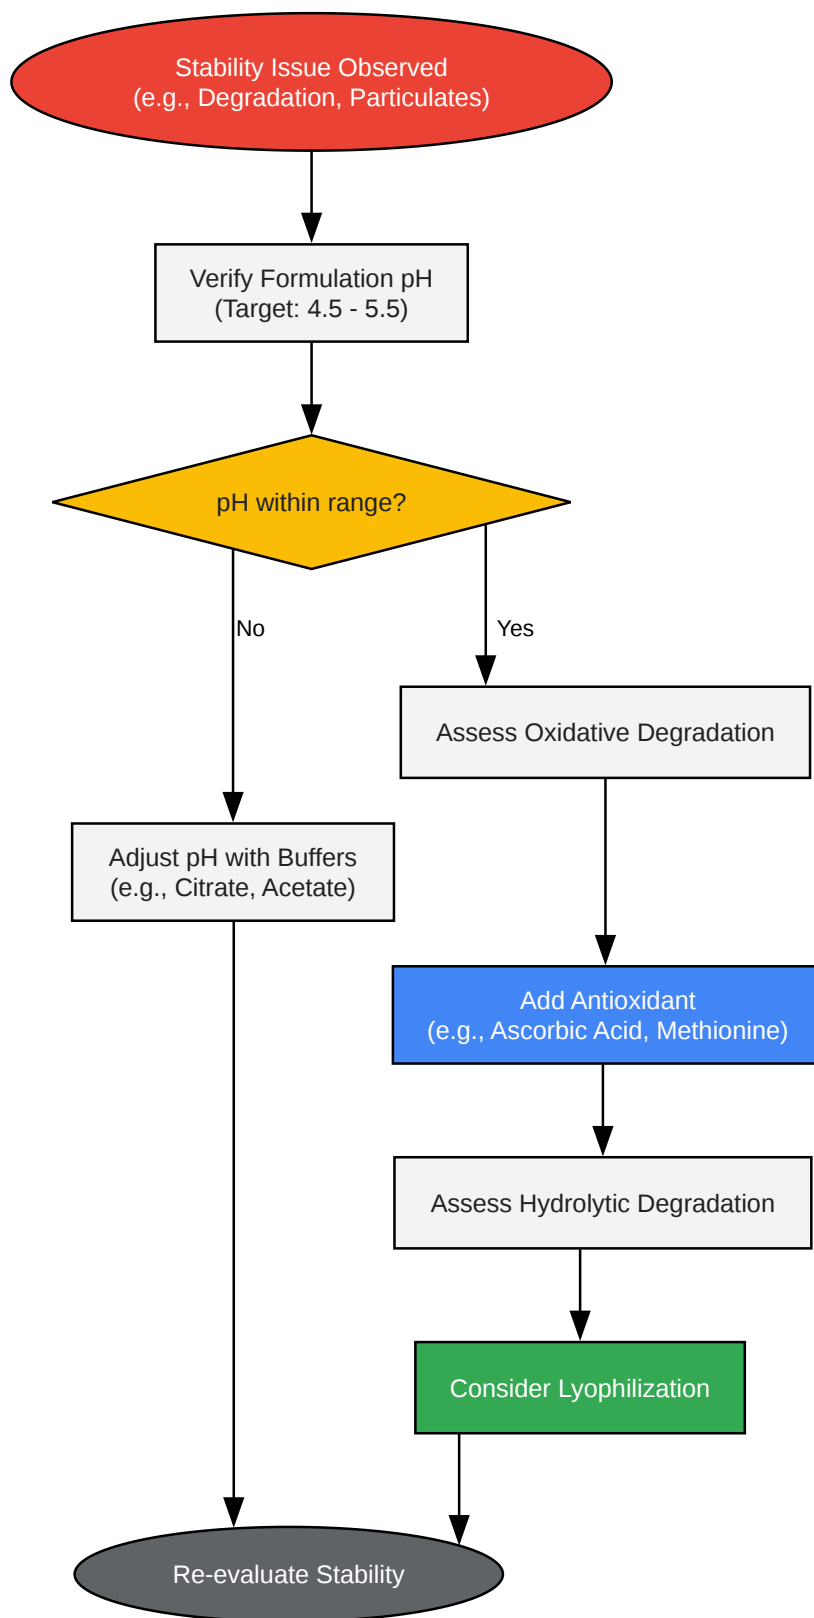 Stability Issue Observed
(e.g., Degradation, Particulates)
Verify Formulation pH
(Target: 4.5 - 5.5)
pH within range?
No
Yes
Assess Oxidative Degradation
Adjust pH with Buffers
(e.g., Citrate, Acetate)
Add Antioxidant
(e.g., Ascorbic Acid, Methionine)
Assess Hydrolytic Degradation
Consider Lyophilization
Re-evaluate Stability